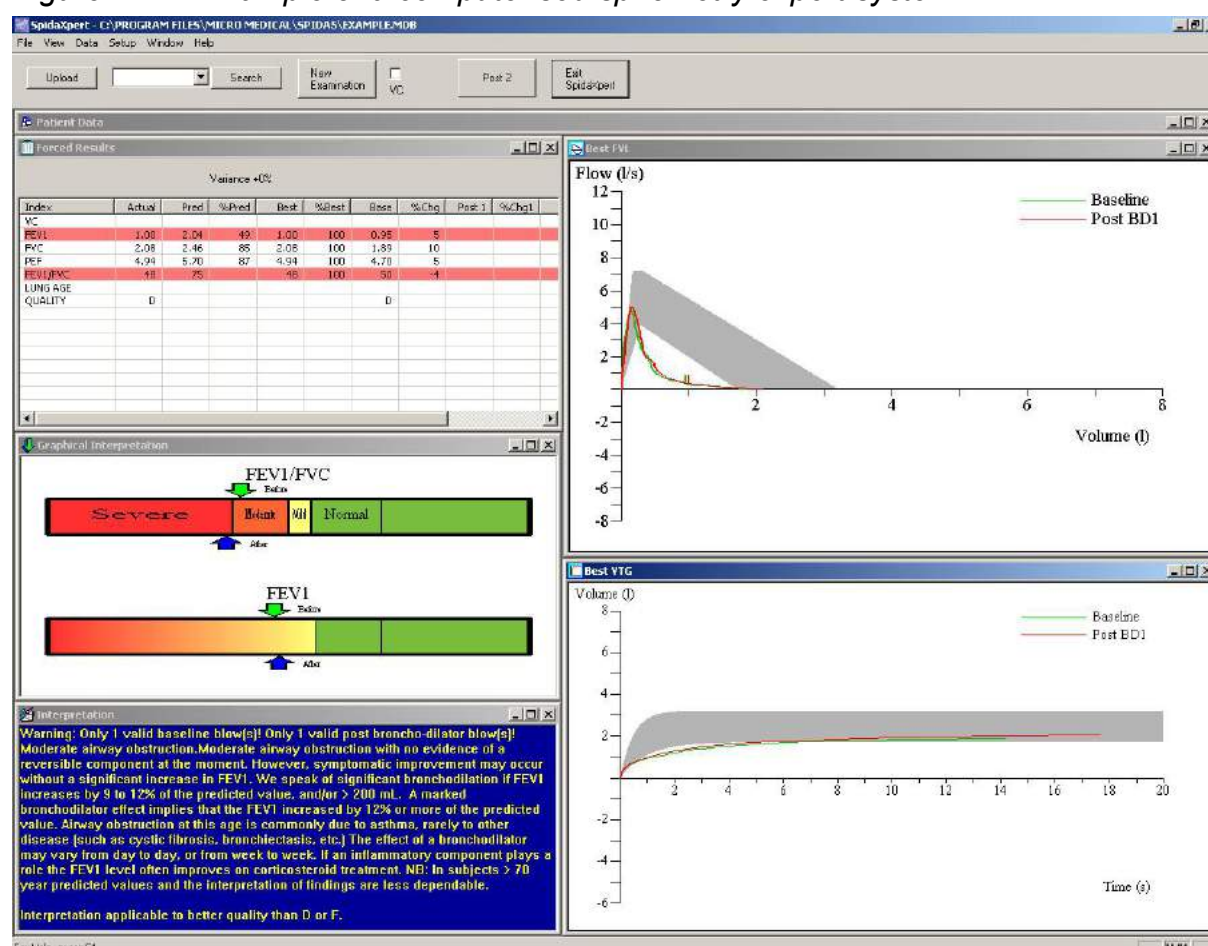 SpidaXpert - C:\PROGRAM FILES\MICRO MEDICAL\SPIDAS\EXAMPLE.MDB
File View Data Setup Window Help
Upload
Search
New Examination
VC
Post 2
Exit SpidaXpert
Patient Data
Forced Results
Variance +0%
Index Actual Pred %Pred Best %Best Base %Chg Post 1 %Chg1
VC
FEV1 1.00 2.04 49 1.00 100 0.95 5
FVC 2.08 2.46 85 2.08 100 1.89 10
PEF 4.94 5.70 87 4.94 100 4.70 5
FEV1/FVC 48 75 48 100 50 -4
LUNG AGE
QUALITY D D
Best FVL
Flow (l/s)
12
10
8
6
4
2
-2
-4
-6
-8
2 4 6 8
Volume (l)
Baseline
Post BD1
Graphical Interpretation
FEV1/FVC
Before
Severe Mild Normal
After
FEV1
Before
After
Best VTG
Volume (l)
8
6
4
2
-2
-4
-6
2 4 6 8 10 12 14 16 18 20
Time (s)
Baseline
Post BD1
Interpretation
Warning: Only 1 valid baseline blow(s)! Only 1 valid post broncho-dilator blow(s)!
Moderate airway obstruction.Moderate airway obstruction with no evidence of a
reversible component at the moment. However, symptomatic improvement may occur
without a significant increase in FEV1. We speak of significant bronchodilation if FEV1
increases by 9 to 12% of the predicted value, and/or > 200 mL. A marked
bronchodilator effect implies that the FEV1 increased by 12% or more of the predicted
value. Airway obstruction at this age is commonly due to asthma, rarely to other
disease (such as cystic fibrosis, bronchiectasis, etc.) The effect of a bronchodilator
may vary from day to day, or from week to week. If an inflammatory component plays a
role the FEV1 level often improves on corticosteroid treatment. NB: In subjects > 70
year predicted values and the interpretation of findings are less dependable.
Interpretation applicable to better quality than D or F.